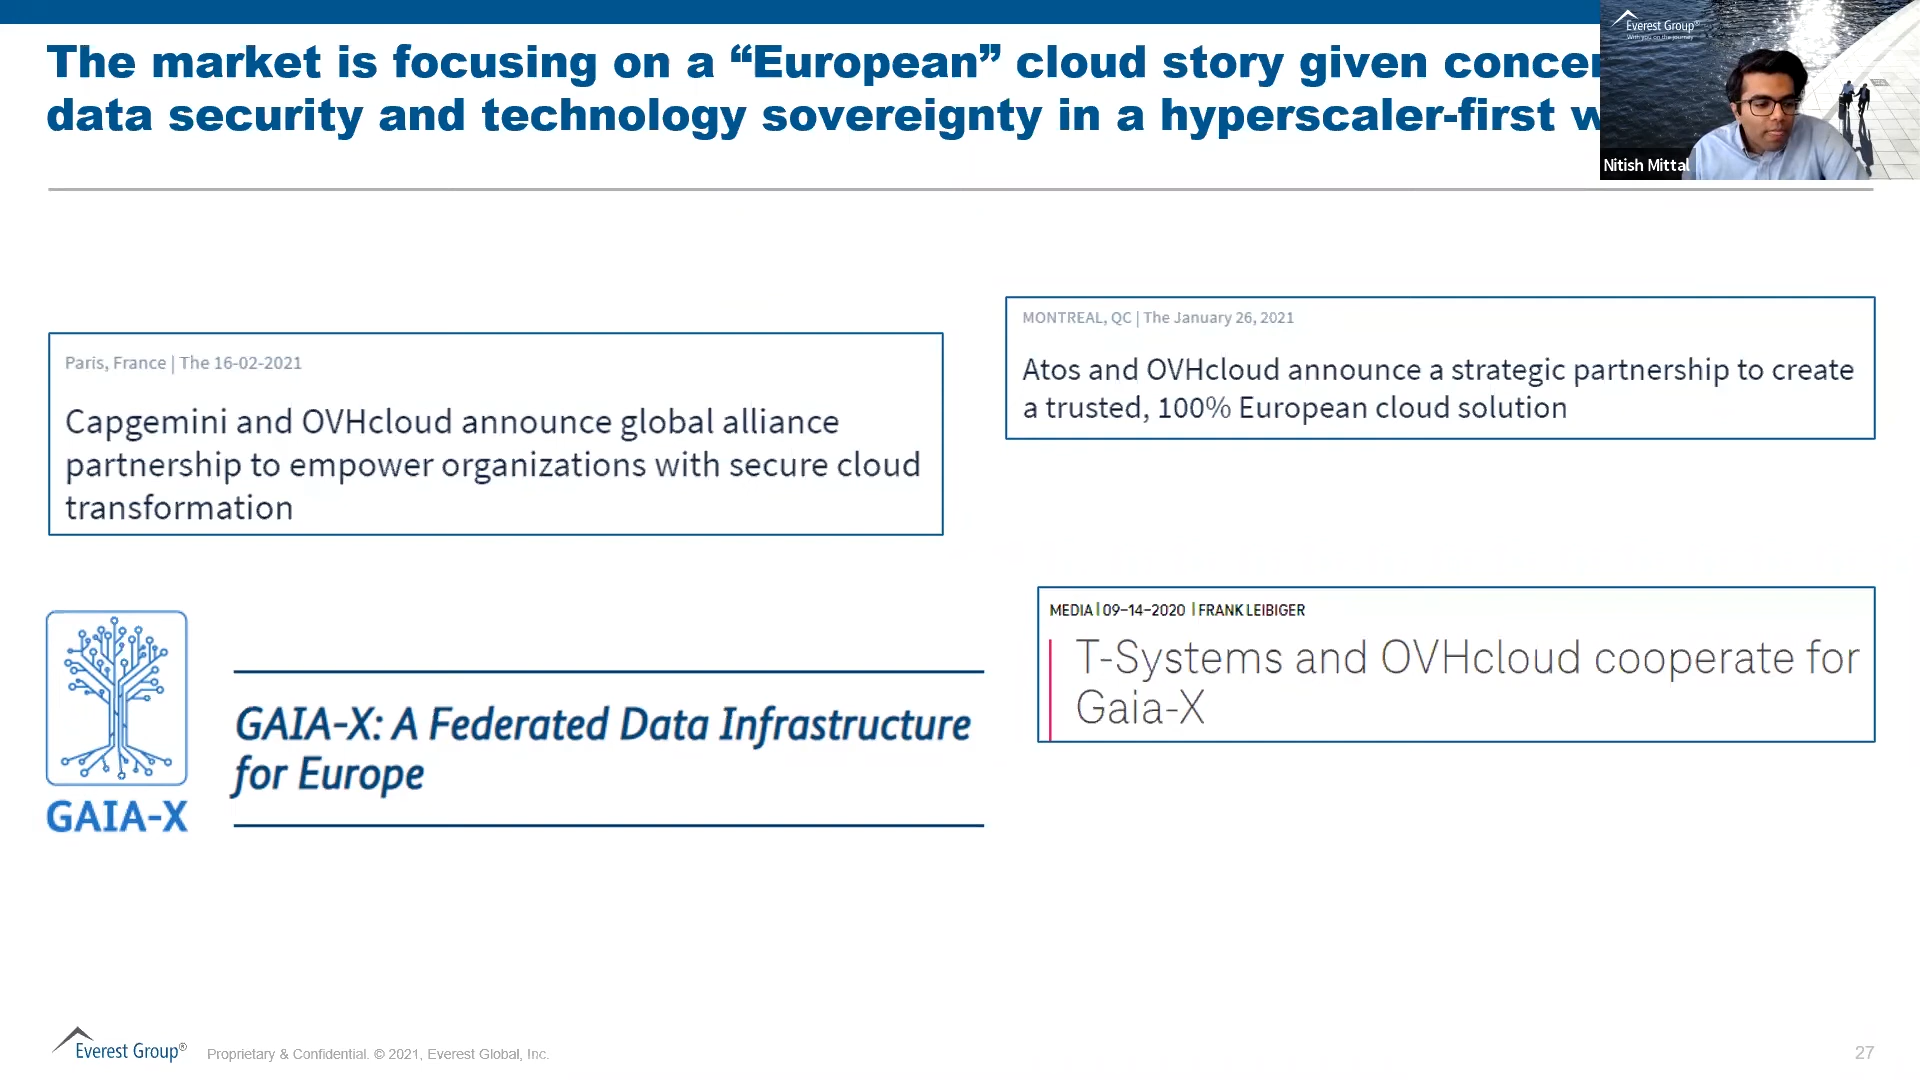 The market is focusing on a “European” cloud story given
data security and technology sovereignty in a hyperscaler-first
Everest Group®
Nitish Mittal
MONTREAL, QC | The January 26, 2021
Atos and OVHcloud announce a strategic partnership to create
a trusted, 100% European cloud solution
Paris, France | The 16-02-2021
Capgemini and OVHcloud announce global alliance
partnership to empower organizations with secure cloud
transformation
MEDIA | 09-14-2020 | FRANK LEIBIGER
T-Systems and OVHcloud cooperate for
Gaia-X
GAIA-X: A Federated Data Infrastructure
for Europe
GAIA-X
Everest Group® Proprietary & Confidential. © 2021, Everest Global, Inc.
27